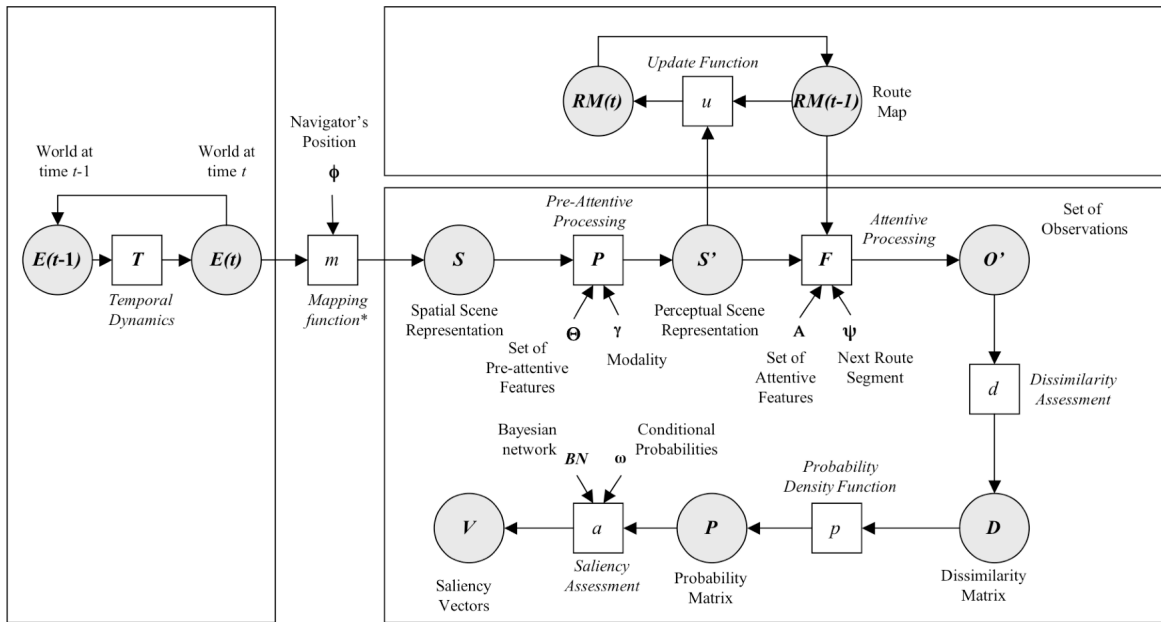 Update Function
RM(t)
u
RM(t-1)
Route
Map
World at
time t-1
World at
time t
Navigator's
Position
ϕ
E(t-1)
T
E(t)
m
Temporal
Dynamics
Mapping
function*
Pre-Attentive
Processing
Attentive
Processing
Set of
Observations
S
P
S'
F
O'
Spatial Scene
Representation
Perceptual Scene
Representation
Θ
γ
Set of
Pre-attentive
Features
Modality
A
ψ
Set of
Attentive
Features
Next Route
Segment
d
Dissimilarity
Assessment
Bayesian
network
Conditional
Probabilities
BN
ω
Probability
Density Function
V
a
P
p
D
Saliency
Vectors
Saliency
Assessment
Probability
Matrix
Dissimilarity
Matrix